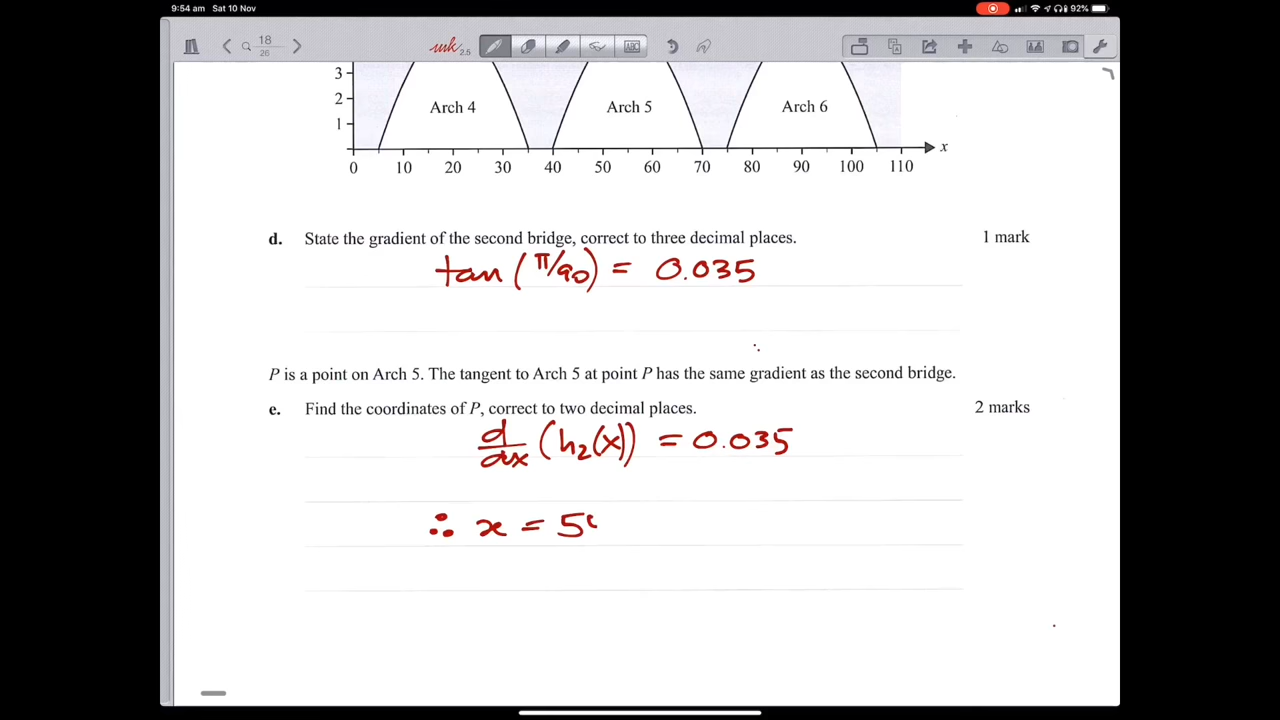 9:54 am Sat 10 Nov
92%
18
26
mk 2.5
ABC
3
2
1
Arch 4
Arch 5
Arch 6
x
0 10 20 30 40 50 60 70 80 90 100 110
d. State the gradient of the second bridge, correct to three decimal places. 1 mark
tan (π/90) = 0.035
P is a point on Arch 5. The tangent to Arch 5 at point P has the same gradient as the second bridge.
e. Find the coordinates of P, correct to two decimal places. 2 marks
d/dx (h₂(x)) = 0.035
∴ x = 5